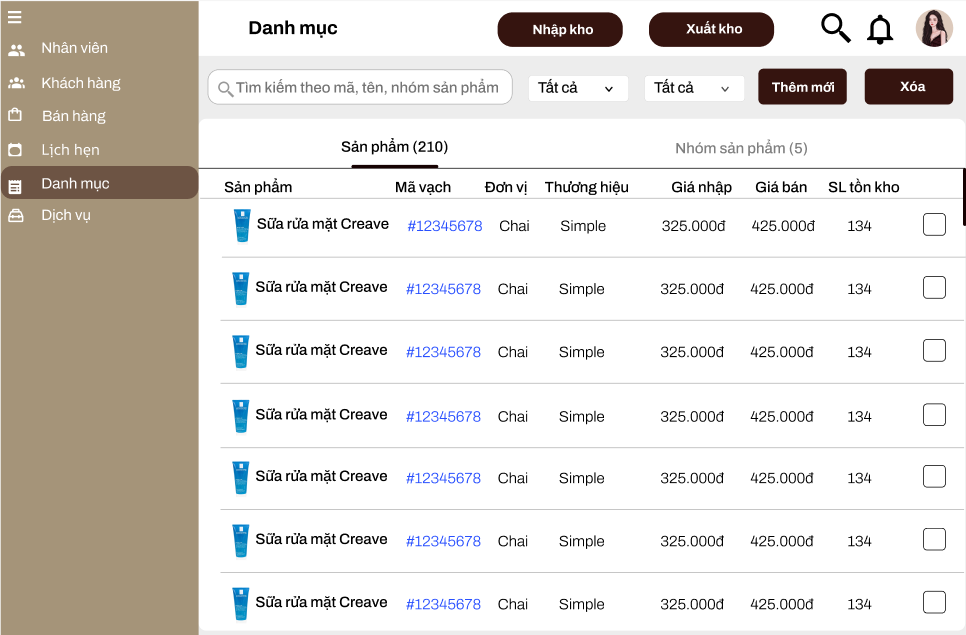 Danh mục
Nhập kho
Xuất kho
Nhân viên
Khách hàng
Bán hàng
Lịch hẹn
Danh mục
Dịch vụ
Tìm kiếm theo mã, tên, nhóm sản phẩm
Tất cả
Tất cả
Thêm mới
Xóa
Sản phẩm (210)
Nhóm sản phẩm (5)
Sản phẩm Mã vạch Đơn vị Thương hiệu Giá nhập Giá bán SL tồn kho
Sữa rửa mặt Creave #12345678 Chai Simple 325.000đ 425.000đ 134
Sữa rửa mặt Creave #12345678 Chai Simple 325.000đ 425.000đ 134
Sữa rửa mặt Creave #12345678 Chai Simple 325.000đ 425.000đ 134
Sữa rửa mặt Creave #12345678 Chai Simple 325.000đ 425.000đ 134
Sữa rửa mặt Creave #12345678 Chai Simple 325.000đ 425.000đ 134
Sữa rửa mặt Creave #12345678 Chai Simple 325.000đ 425.000đ 134
Sữa rửa mặt Creave #12345678 Chai Simple 325.000đ 425.000đ 134